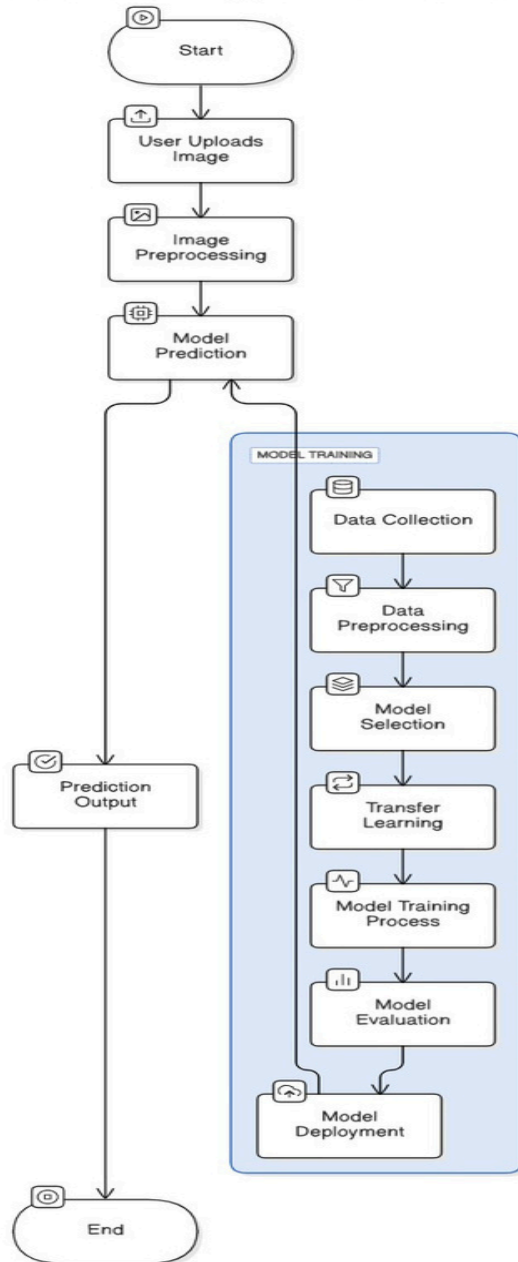 Start
User Uploads
Image
Image
Preprocessing
Model
Prediction
MODEL TRAINING
Data Collection
Data
Preprocessing
Model
Selection
Transfer
Learning
Model Training
Process
Model
Evaluation
Model
Deployment
Prediction
Output
End